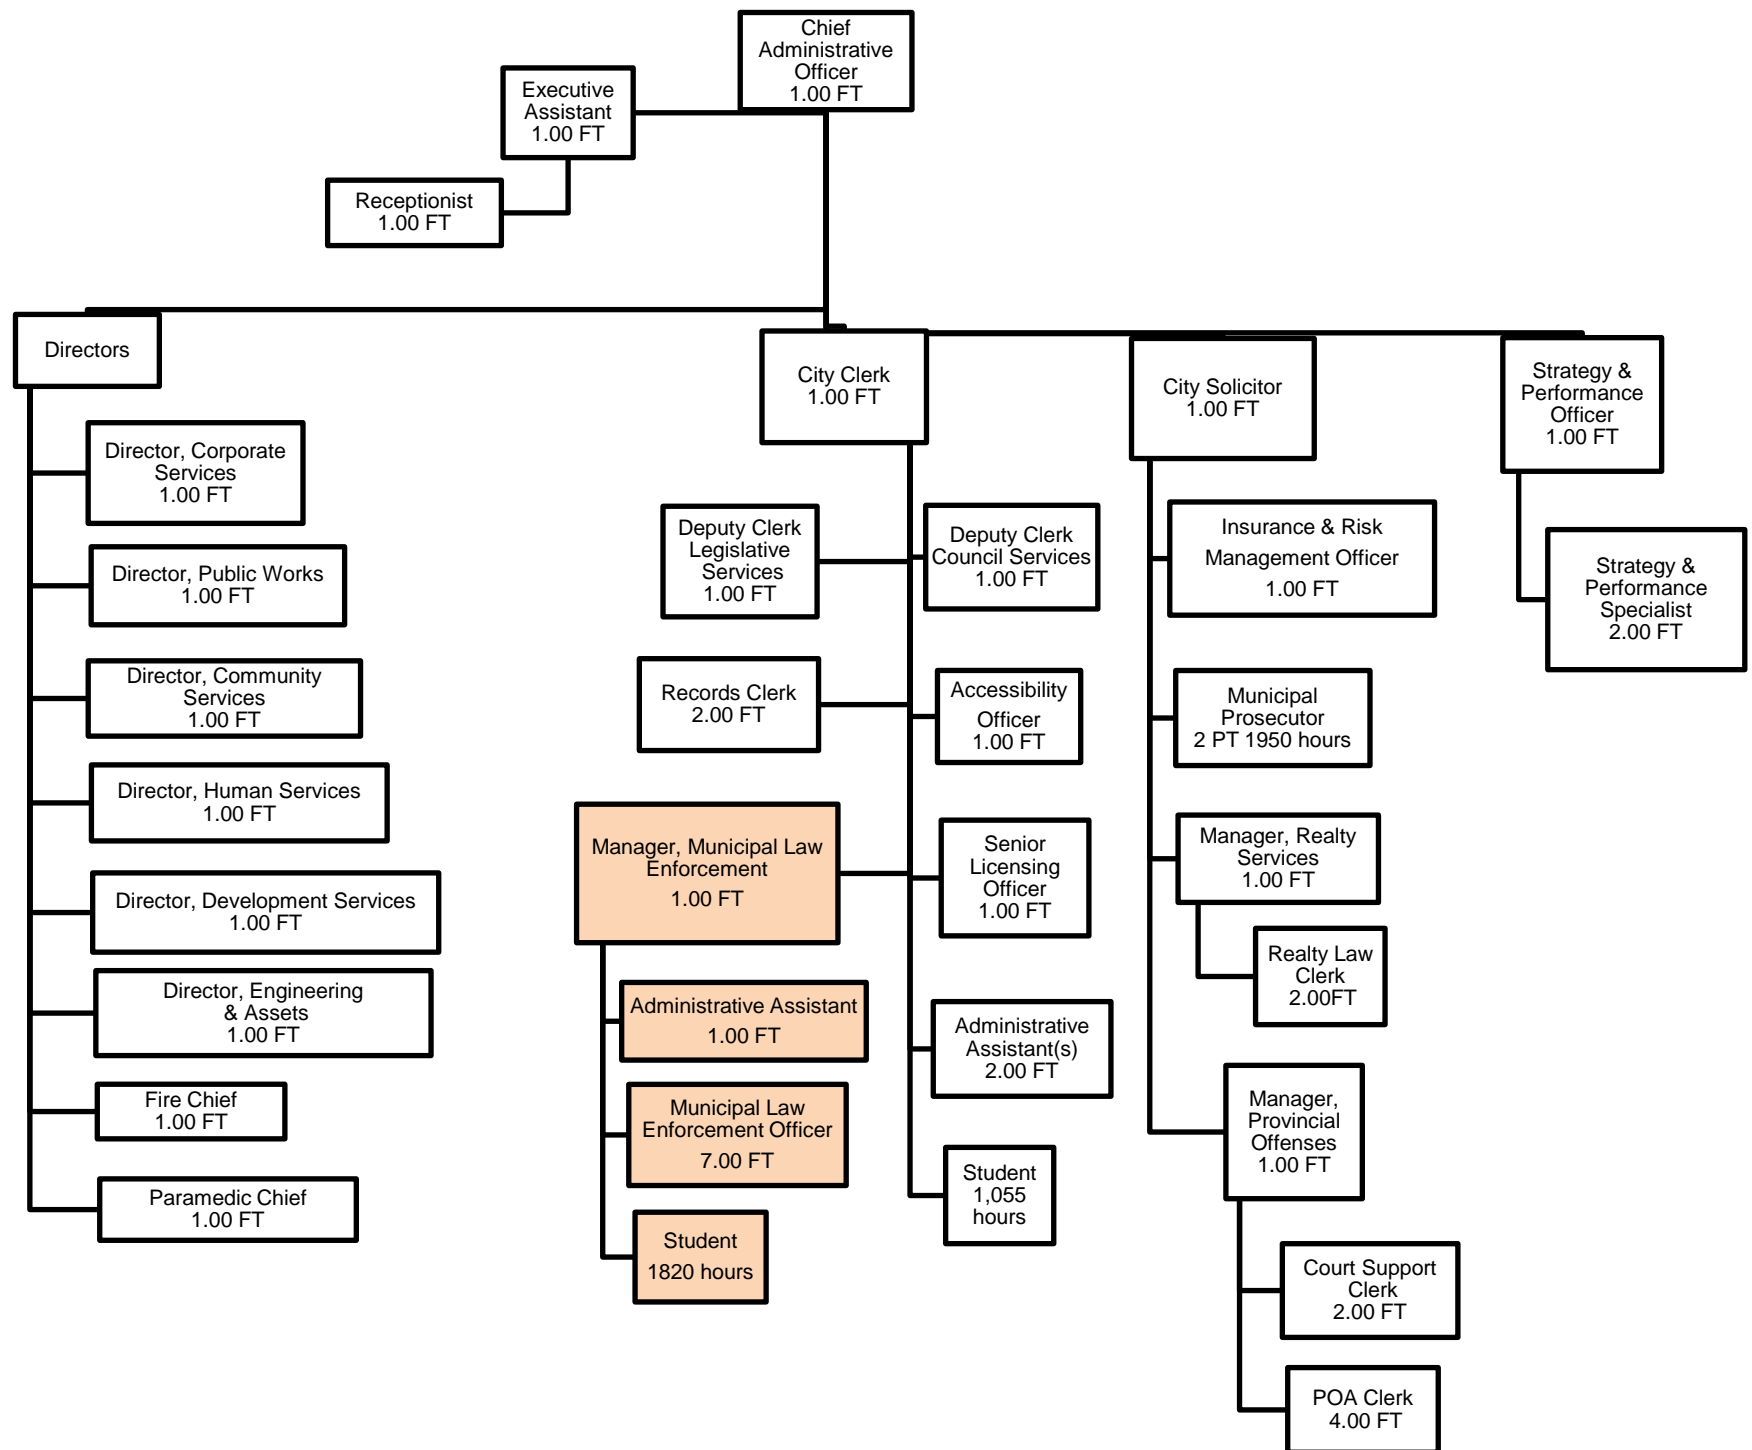 Chief
Administrative
Officer
1.00 FT
Executive
Assistant
1.00 FT
Receptionist
1.00 FT
Directors
Director, Corporate
Services
1.00 FT
Director, Public Works
1.00 FT
Director, Community
Services
1.00 FT
Director, Human Services
1.00 FT
Director, Development Services
1.00 FT
Director, Engineering
& Assets
1.00 FT
Fire Chief
1.00 FT
Paramedic Chief
1.00 FT
City Clerk
1.00 FT
Deputy Clerk
Legislative
Services
1.00 FT
Records Clerk
2.00 FT
Manager, Municipal Law
Enforcement
1.00 FT
Administrative Assistant
1.00 FT
Municipal Law
Enforcement Officer
7.00 FT
Student
1820 hours
Deputy Clerk
Council Services
1.00 FT
Accessibility
Officer
1.00 FT
Senior
Licensing
Officer
1.00 FT
Administrative
Assistant(s)
2.00 FT
Student
1,055
hours
City Solicitor
1.00 FT
Insurance & Risk
Management Officer
1.00 FT
Municipal
Prosecutor
2 PT 1950 hours
Manager, Realty
Services
1.00 FT
Realty Law
Clerk
2.00FT
Manager,
Provincial
Offenses
1.00 FT
Court Support
Clerk
2.00 FT
POA Clerk
4.00 FT
Strategy &
Performance
Officer
1.00 FT
Strategy &
Performance
Specialist
2.00 FT